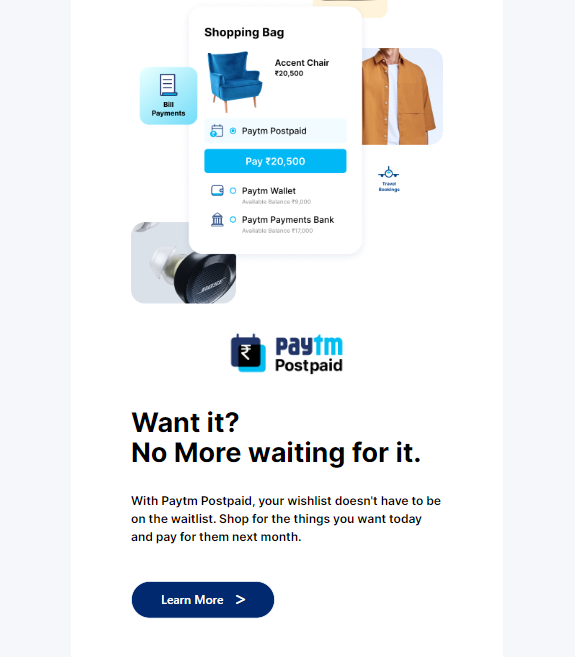 Shopping Bag
Accent Chair
₹20,500
Bill
Payments
Paytm Postpaid
Pay ₹20,500
Travel
Bookings
Paytm Wallet
Available Balance ₹9,000
Paytm Payments Bank
Available Balance ₹17,000
BOSE
₹
paytm
Postpaid
Want it?
No More waiting for it.
With Paytm Postpaid, your wishlist doesn't have to be
on the waitlist. Shop for the things you want today
and pay for them next month.
Learn More >